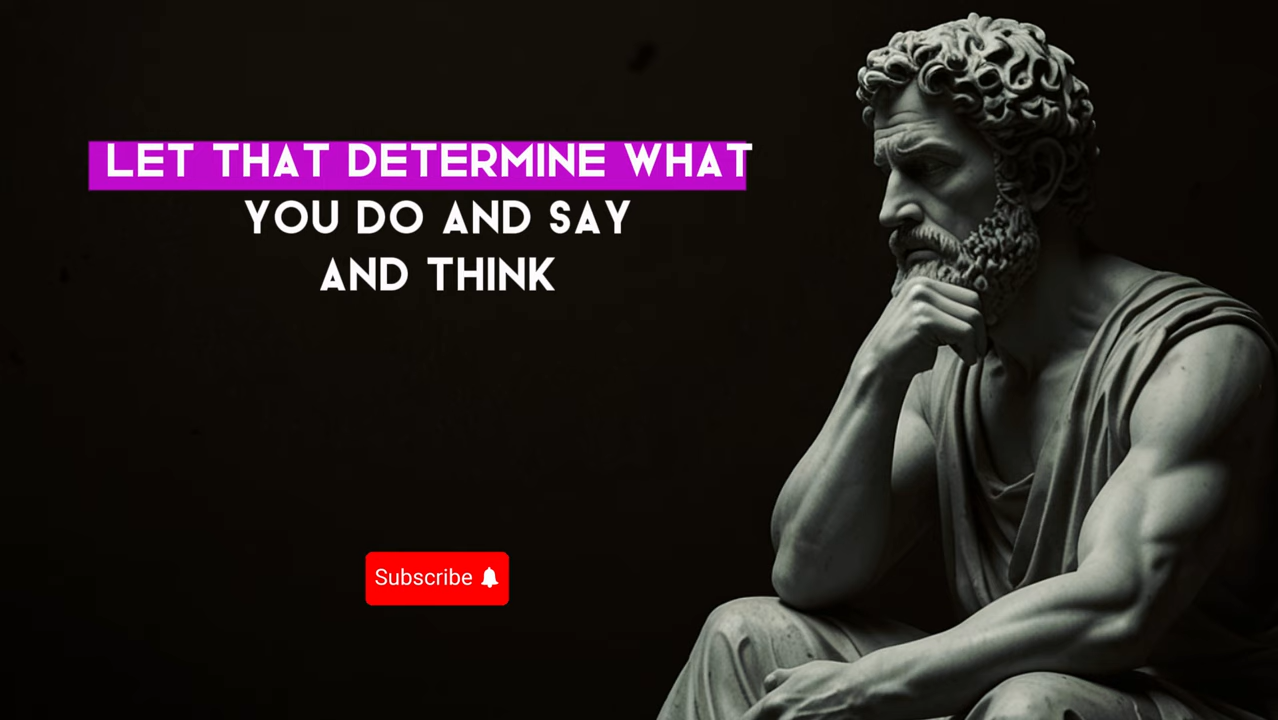 LET THAT DETERMINE WHAT
YOU DO AND SAY
AND THINK
Subscribe